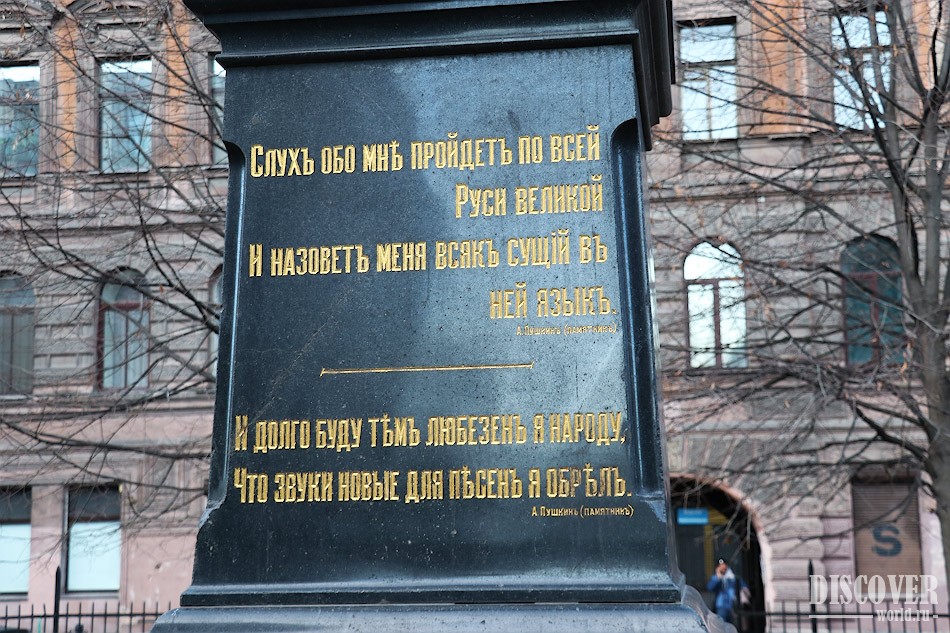 Слухъ обо мнѣ пройдетъ по всей
Руси великой
И назоветъ меня всякъ сущій въ
ней языкъ.
А.Пушкинъ (памятникъ)
И долго буду тѣмъ любезенъ я народу,
Что звуки новые для пѣсенъ я обрѣлъ.
А.Пушкинъ (памятникъ)
S
DISCOVER
world.ru